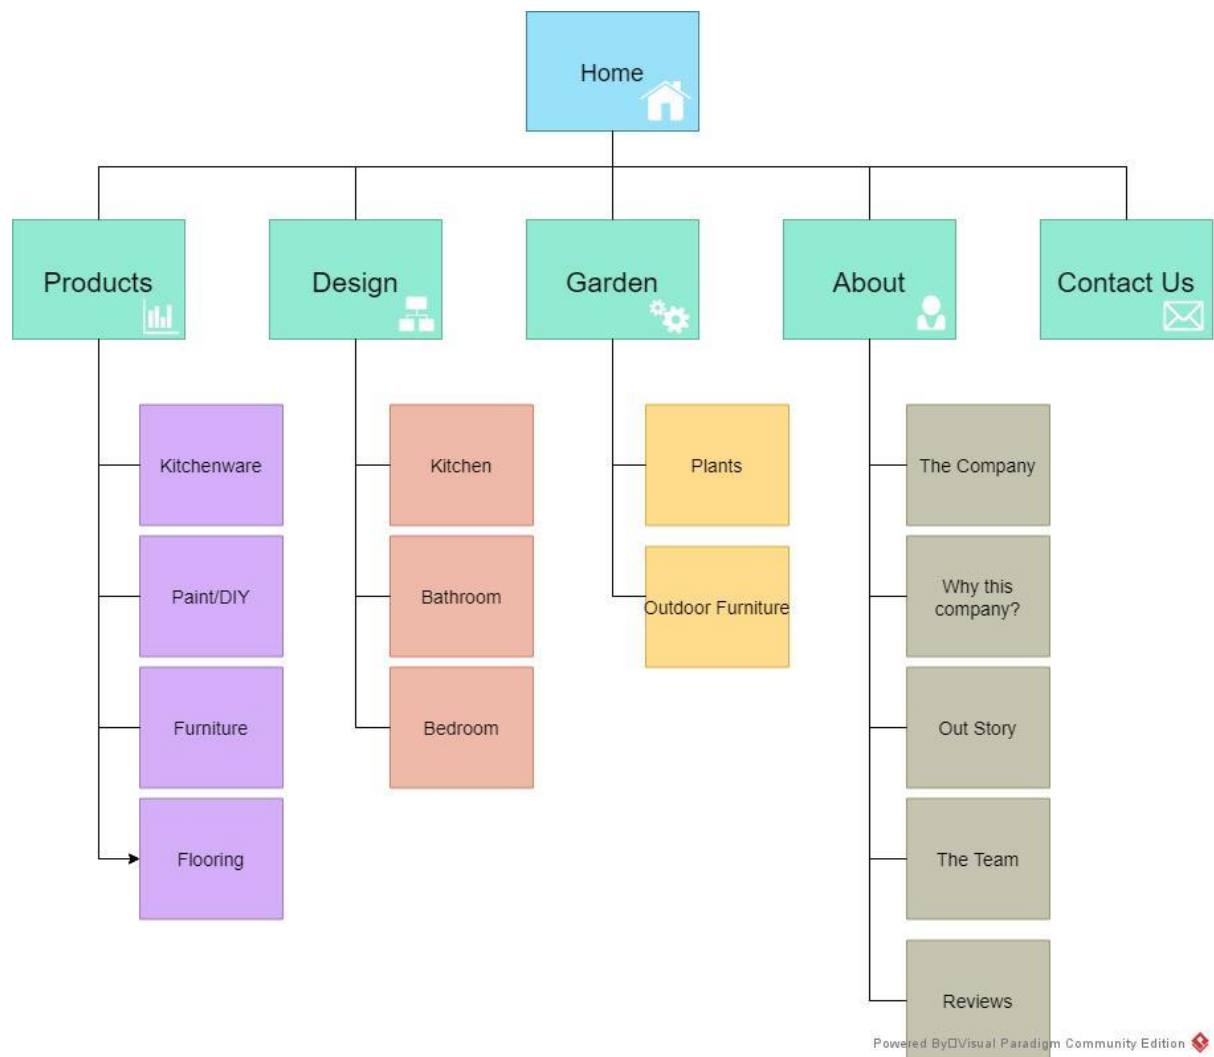 Home
Products
Design
Garden
About
Contact Us
Kitchenware
Kitchen
Plants
The Company
Paint/DIY
Bathroom
Outdoor Furniture
Why this
company?
Furniture
Bedroom
Out Story
Flooring
The Team
Reviews
Powered By□Visual Paradigm Community Edition